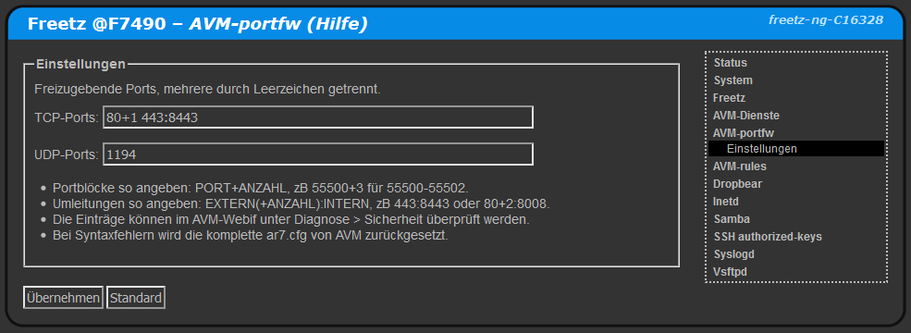 Freetz @F7490 – AVM-portfw (Hilfe)
freetz-ng-C16328
Einstellungen
Freizugebende Ports, mehrere durch Leerzeichen getrennt.
TCP-Ports: 80+1 443:8443
UDP-Ports: 1194
• Portblöcke so angeben: PORT+ANZAHL, zB 55500+3 für 55500-55502.
• Umleitungen so angeben: EXTERN(+ANZAHL):INTERN, zB 443:8443 oder 80+2:8008.
• Die Einträge können im AVM-Webif unter Diagnose > Sicherheit überprüft werden.
• Bei Syntaxfehlern wird die komplette ar7.cfg von AVM zurückgesetzt.
Übernehmen Standard
Status
System
Freetz
AVM-Dienste
AVM-portfw
Einstellungen
AVM-rules
Dropbear
Inetd
Samba
SSH authorized-keys
Syslogd
Vsftpd